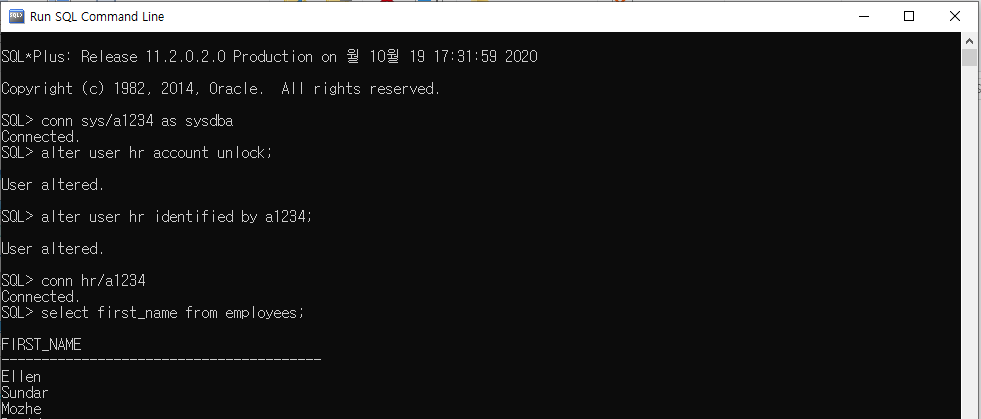 Run SQL Command Line
SQL*Plus: Release 11.2.0.2.0 Production on 월 10월 19 17:31:59 2020
Copyright (c) 1982, 2014, Oracle.  All rights reserved.
SQL> conn sys/a1234 as sysdba
Connected.
SQL> alter user hr account unlock;
User altered.
SQL> alter user hr identified by a1234;
User altered.
SQL> conn hr/a1234
Connected.
SQL> select first_name from employees;
FIRST_NAME
----------------------------------------
Ellen
Sundar
Mozhe